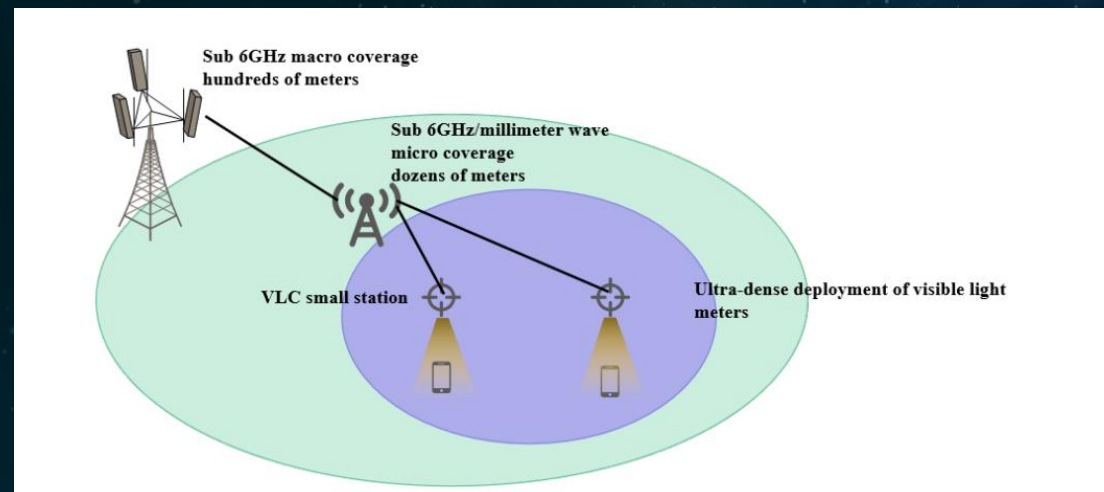 Sub 6GHz macro coverage
hundreds of meters
Sub 6GHz/millimeter wave
micro coverage
dozens of meters
VLC small station
Ultra-dense deployment of visible light
meters